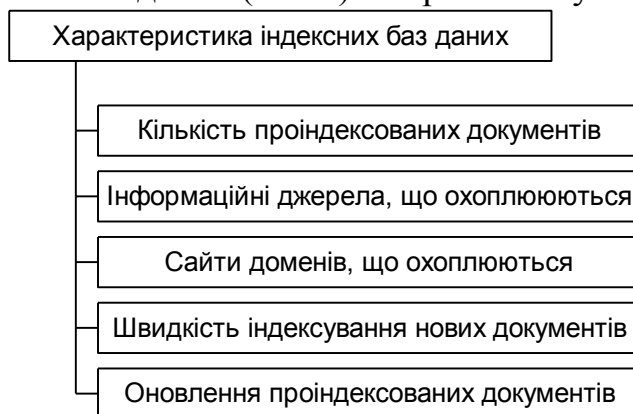 Характеристика індексних баз даних
Кількість проіндексованих документів
Інформаційні джерела, що охоплююються
Сайти доменів, що охоплюються
Швидкість індексування нових документів
Оновлення проіндексованих документів